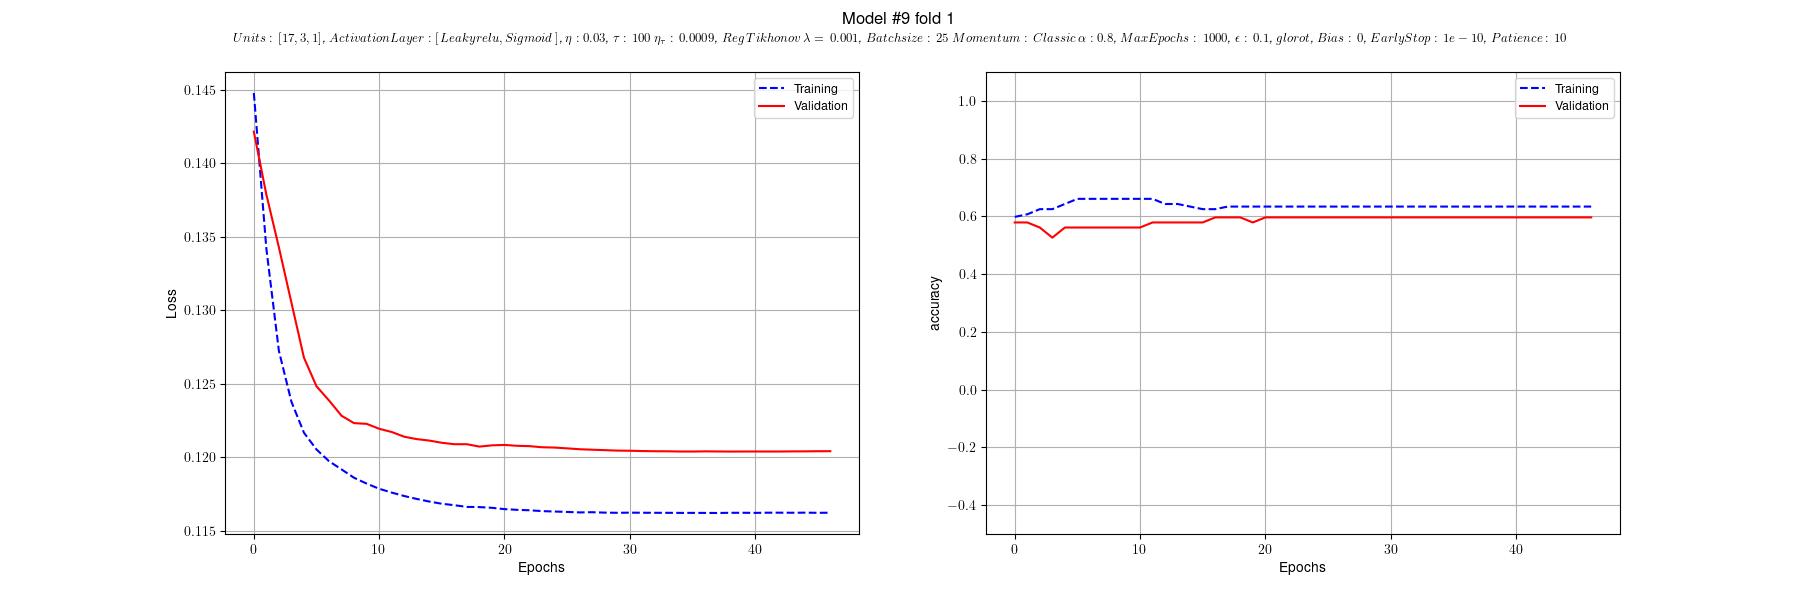 Model #9 fold 1
Units : [17, 3, 1], ActivationLayer : [Leakyrelu, Sigmoid], η : 0.03, τ : 100 ητ : 0.0009, RegTikhonov λ = 0.001, Batchsize : 25 Momentum : Classic α : 0.8, MaxEpochs : 1000, ϵ : 0.1, glorot, Bias : 0, EarlyStop : 1e − 10, Patience : 10
Training
Validation
0.145
0.140
0.135
0.130
0.125
0.120
0.115
Loss
0 10 20 30 40
Epochs
Training
Validation
1.0
0.8
0.6
0.4
0.2
0.0
−0.2
−0.4
accuracy
0 10 20 30 40
Epochs